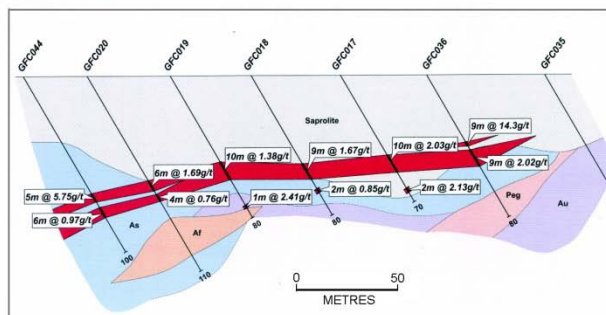 GFC044
GFC020
GFC019
GFC018
GFC017
GFC036
GFC035
Saprolite
9m @ 14.3g/t
10m @ 1.38g/t
9m @ 1.67g/t
10m @ 2.03g/t
6m @ 1.69g/t
9m @ 2.02g/t
5m @ 5.75g/t
4m @ 0.76g/t
1m @ 2.41g/t
2m @ 0.85g/t
2m @ 2.13g/t
6m @ 0.97g/t
As
Af
Peg
Au
100
110
80
80
70
80
0 50
METRES